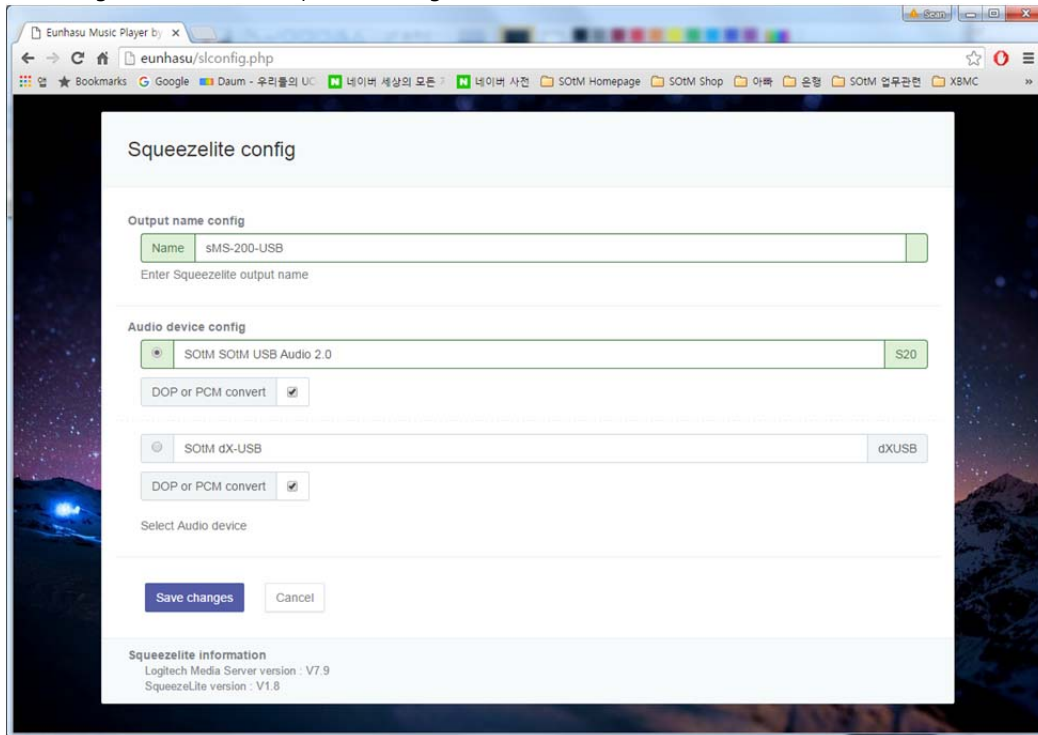 Sean
Eunhasu Music Player by
eunhasu/slconfig.php
앱 Bookmarks Google Daum - 우리들의 UC 네이버 세상의 모든 네이버 사전 SOtM Homepage SOtM Shop 아빠 은행 SOtM 업무관련 XBMC »
Squeezelite config
Output name config
Name sMS-200-USB
Enter Squeezelite output name
Audio device config
SOtM SOtM USB Audio 2.0 S20
DOP or PCM convert
SOtM dX-USB dXUSB
DOP or PCM convert
Select Audio device
Save changes Cancel
Squeezelite information
Logitech Media Server version : V7.9
SqueezeLite version : V1.8